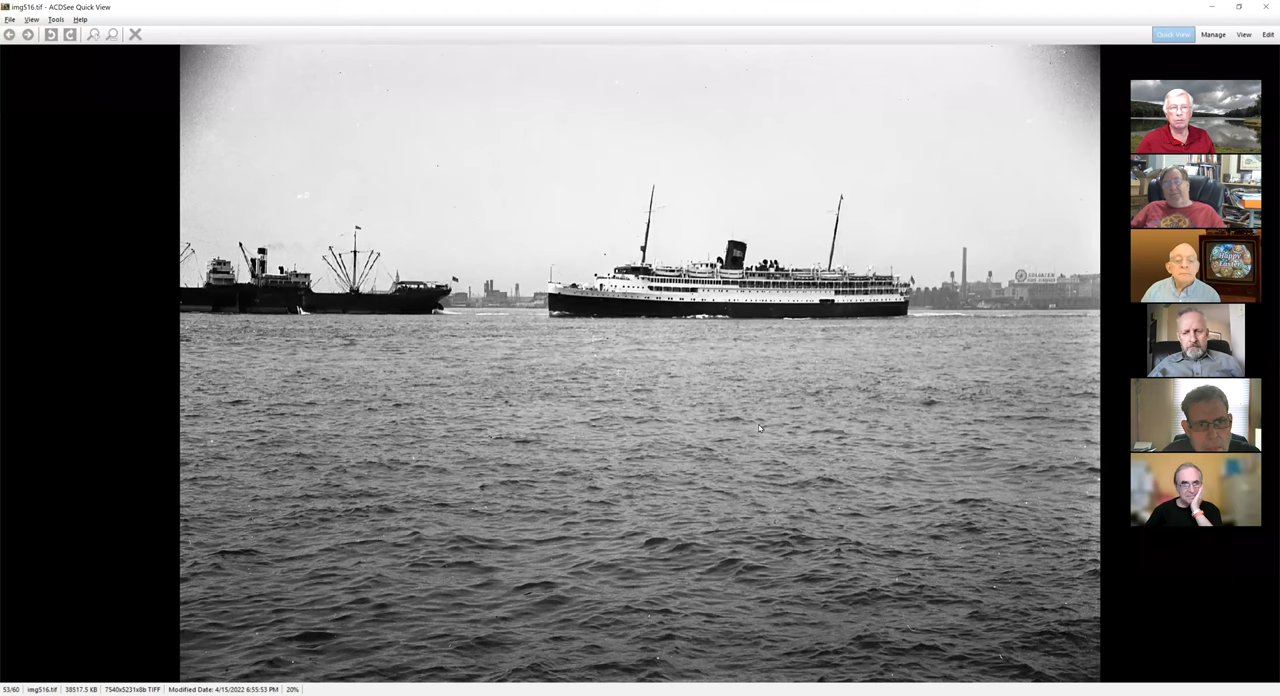 img516.tif - ACDSee Quick View
File View Tools Help
Quick View Manage View Edit
Happy
Easter
53/60 img516.tif 38517.5 KB 7540x5231x8b TIFF Modified Date: 4/15/2022 6:55:53 PM 20%